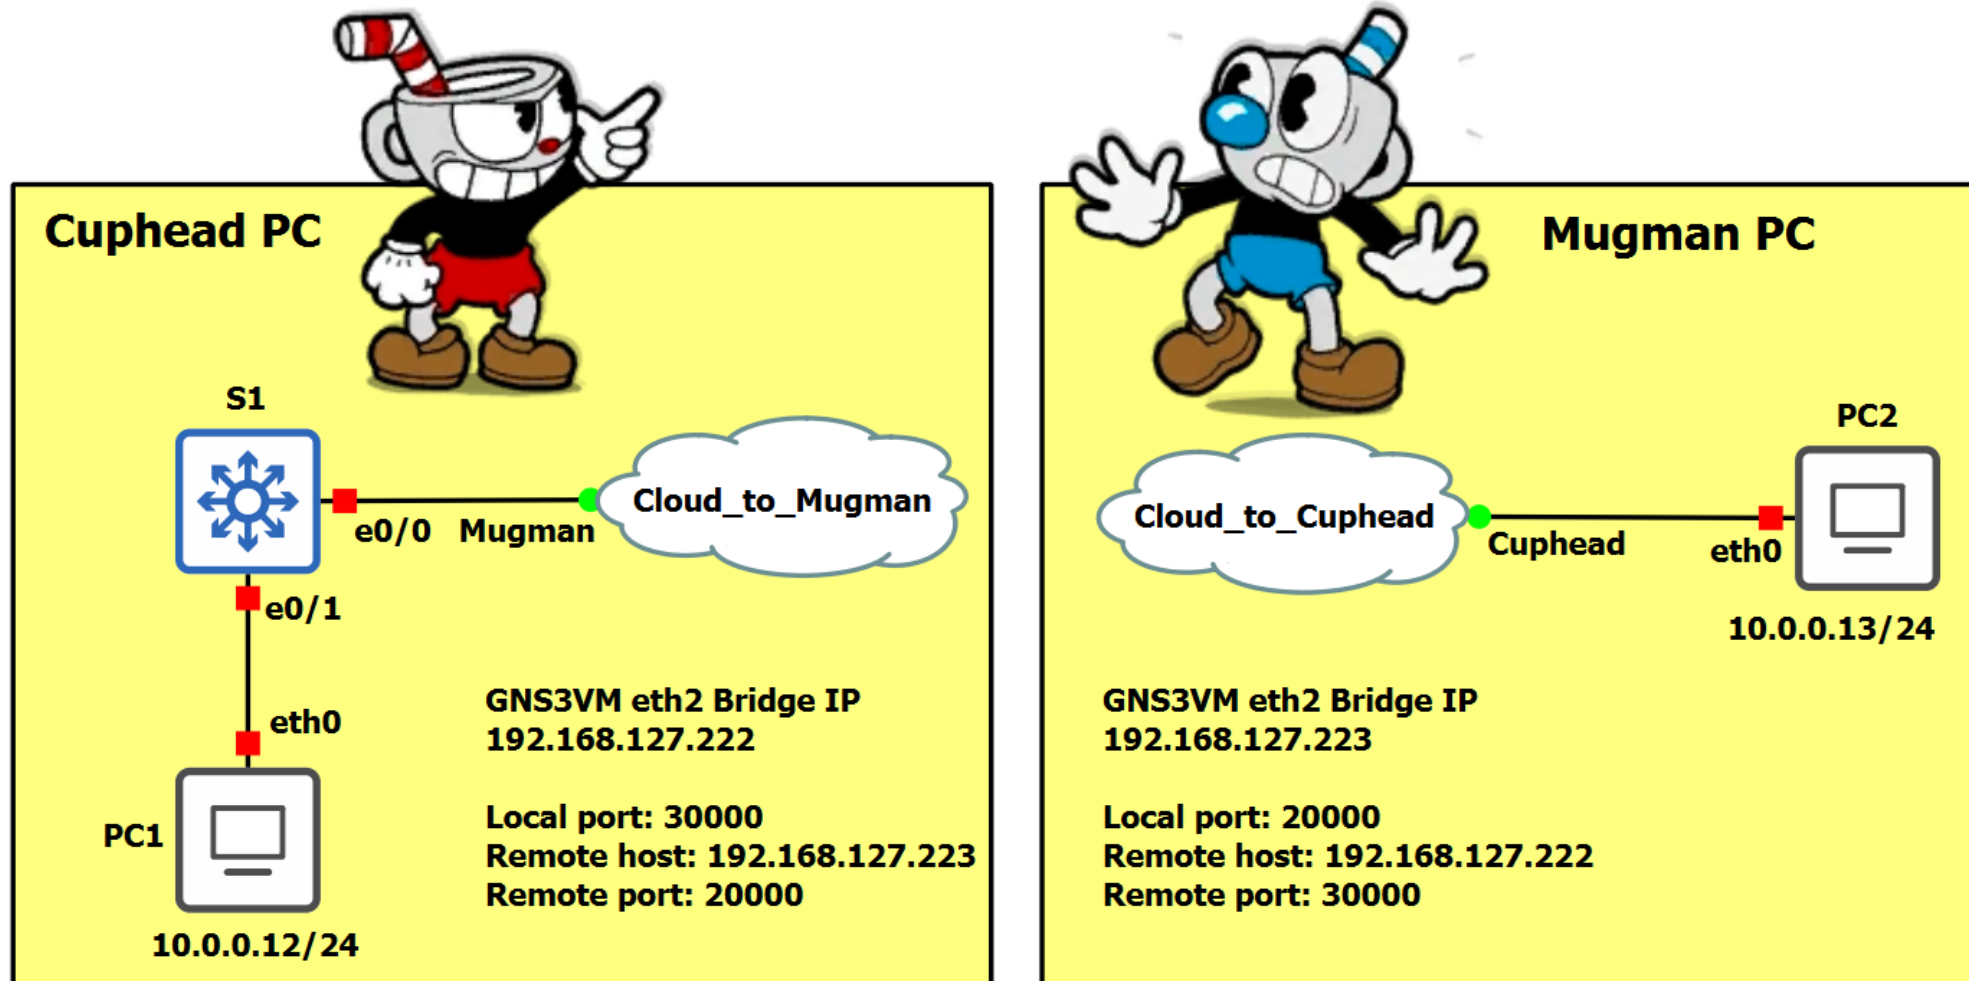 Cuphead PC
S1
e0/0 Mugman
Cloud_to_Mugman
e0/1
eth0
PC1
10.0.0.12/24
GNS3VM eth2 Bridge IP
192.168.127.222
Local port: 30000
Remote host: 192.168.127.223
Remote port: 20000
Mugman PC
PC2
Cloud_to_Cuphead
Cuphead
eth0
10.0.0.13/24
GNS3VM eth2 Bridge IP
192.168.127.223
Local port: 20000
Remote host: 192.168.127.222
Remote port: 30000